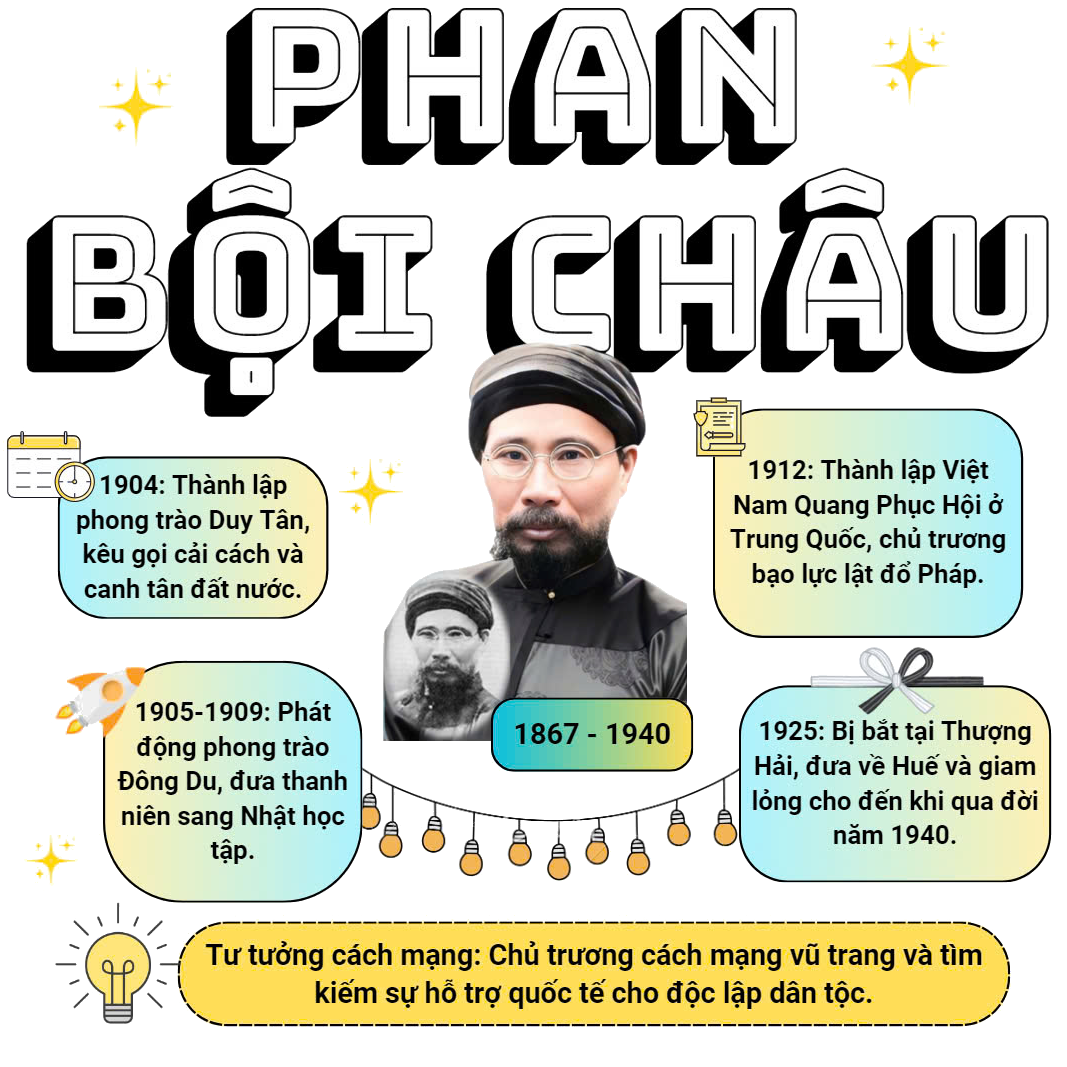 PHAN
BỘI CHÂU
1904: Thành lập
phong trào Duy Tân,
kêu gọi cải cách và
canh tân đất nước.
1912: Thành lập Việt
Nam Quang Phục Hội ở
Trung Quốc, chủ trương
bạo lực lật đổ Pháp.
1905-1909: Phát
động phong trào
Đông Du, đưa thanh
niên sang Nhật học
tập.
1867 - 1940
1925: Bị bắt tại Thượng
Hải, đưa về Huế và giam
lỏng cho đến khi qua đời
năm 1940.
Tư tưởng cách mạng: Chủ trương cách mạng vũ trang và tìm
kiếm sự hỗ trợ quốc tế cho độc lập dân tộc.